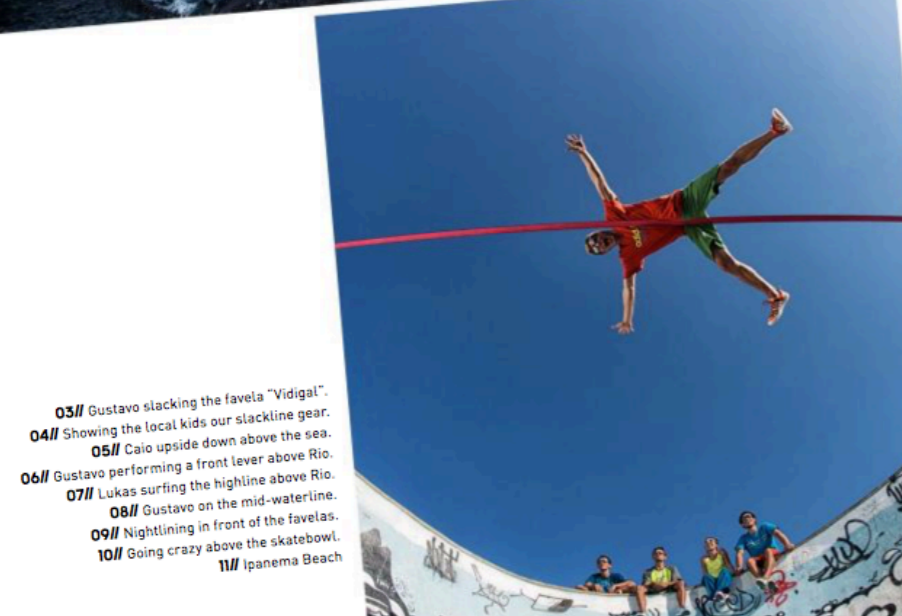 03// Gustavo slacking the favela "Vidigal".
04// Showing the local kids our slackline gear.
05// Caio upside down above the sea.
06// Gustavo performing a front lever above Rio.
07// Lukas surfing the highline above Rio.
08// Gustavo on the mid-waterline.
09// Nightlining in front of the favelas.
10// Going crazy above the skatebowl.
11// Ipanema Beach